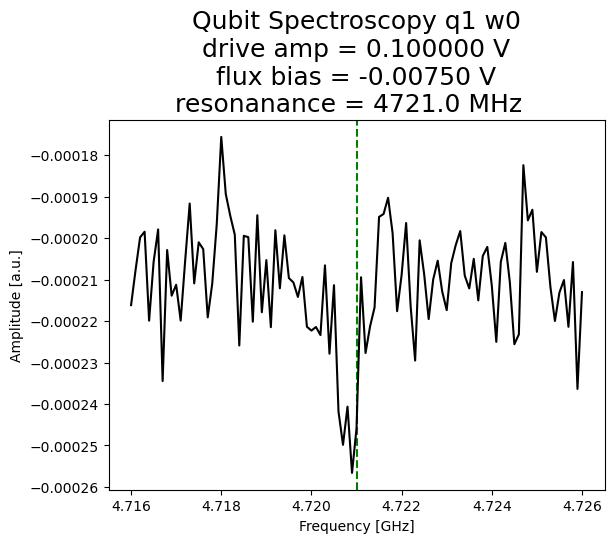 Qubit Spectroscopy q1 w0
drive amp = 0.100000 V
flux bias = -0.00750 V
resonanance = 4721.0 MHz
Amplitude [a.u.]
−0.00018
−0.00019
−0.00020
−0.00021
−0.00022
−0.00023
−0.00024
−0.00025
−0.00026
4.716 4.718 4.720 4.722 4.724 4.726
Frequency [GHz]